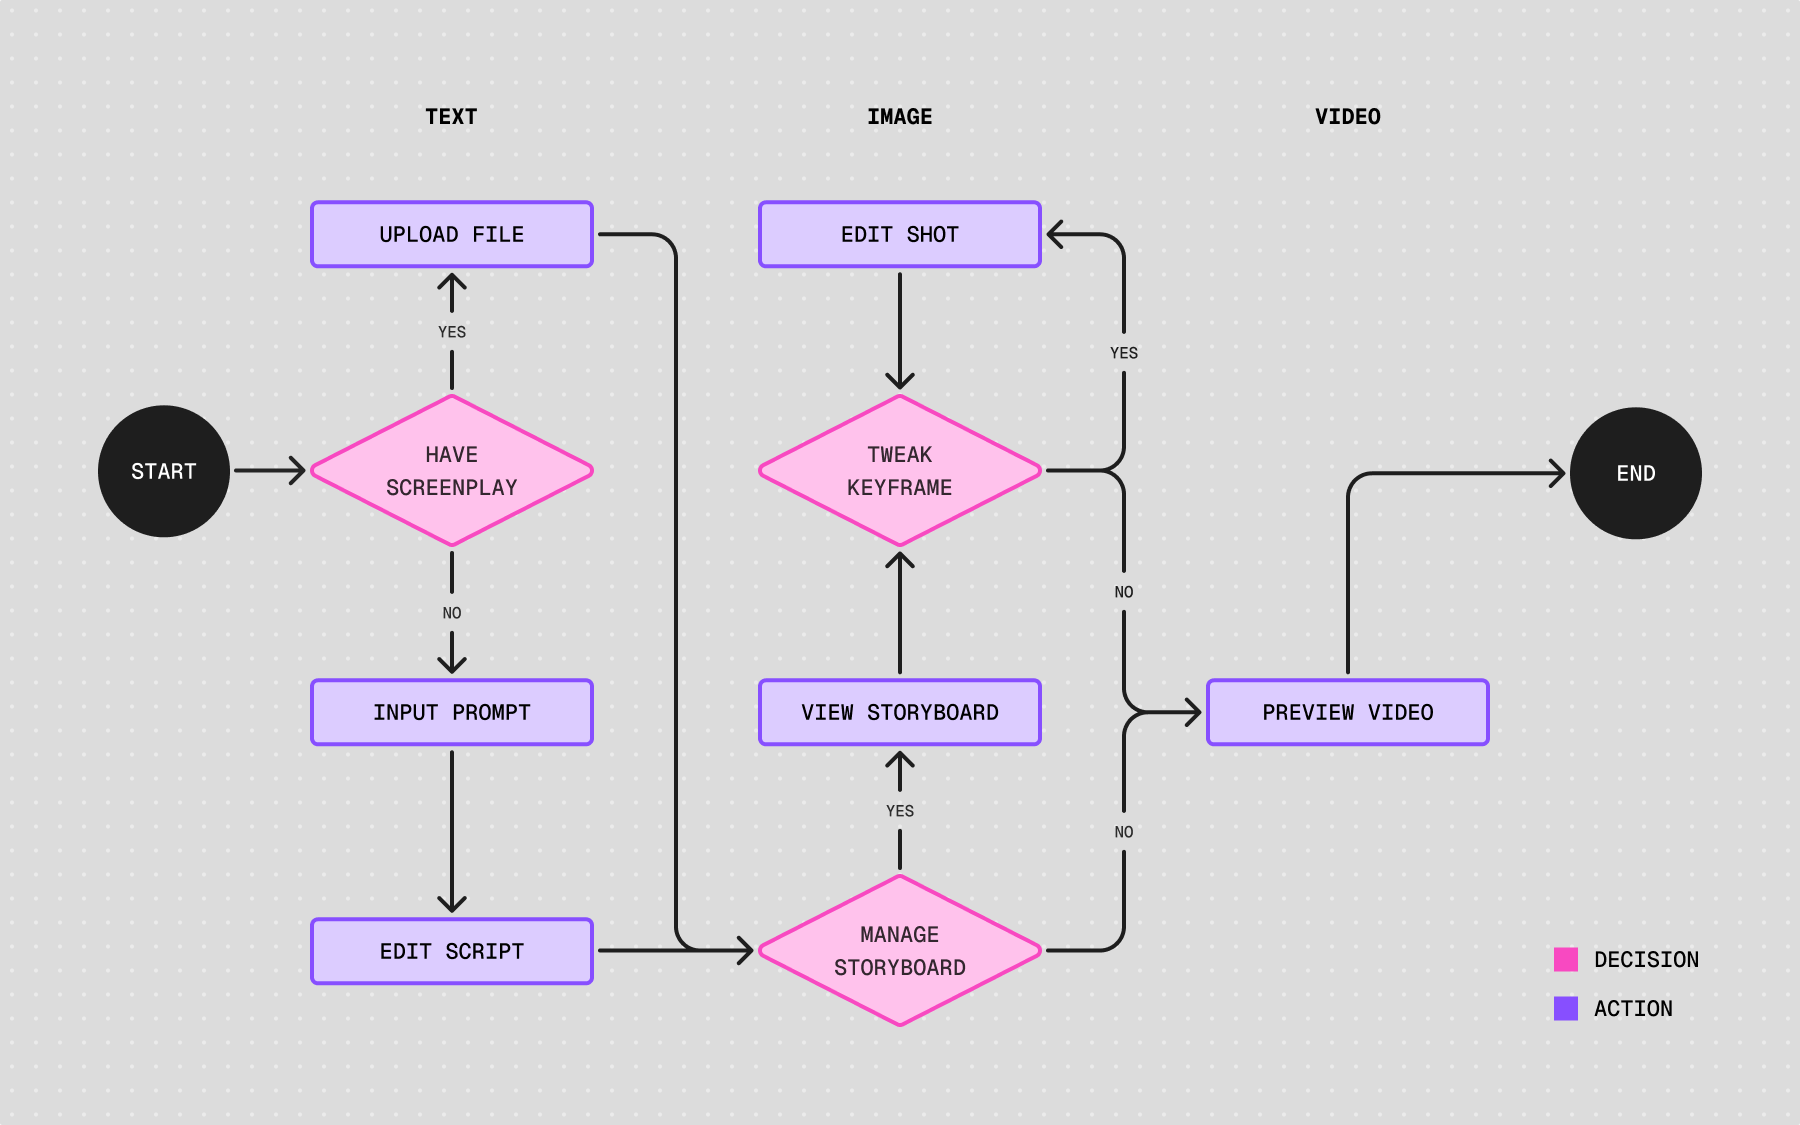 TEXT
IMAGE
VIDEO
UPLOAD FILE
EDIT SHOT
YES
YES
START
HAVE
SCREENPLAY
TWEAK
KEYFRAME
END
NO
NO
INPUT PROMPT
VIEW STORYBOARD
PREVIEW VIDEO
YES
NO
EDIT SCRIPT
MANAGE
STORYBOARD
DECISION
ACTION